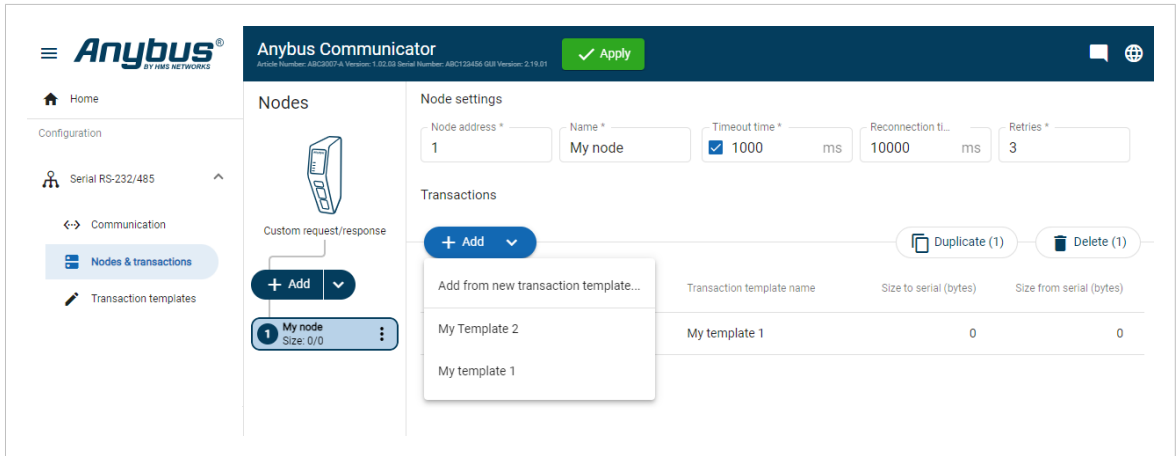 Anybus®
BY HMS NETWORKS
Anybus Communicator
Article Number: ABC3007-A Version: 1.02.03 Serial Number: ABC123456 GUI Version: 2.19.01
Apply
Home
Configuration
Serial RS-232/485
Communication
Nodes & transactions
Transaction templates
Nodes
Custom request/response
Add
1 My node
Size: 0/0
Node settings
Node address * Name * Timeout time * Reconnection ti... Retries *
1 My node 1000 ms 10000 ms 3
Transactions
Add Duplicate (1) Delete (1)
Add from new transaction template...
My Template 2
My template 1
Transaction template name Size to serial (bytes) Size from serial (bytes)
My template 1 0 0